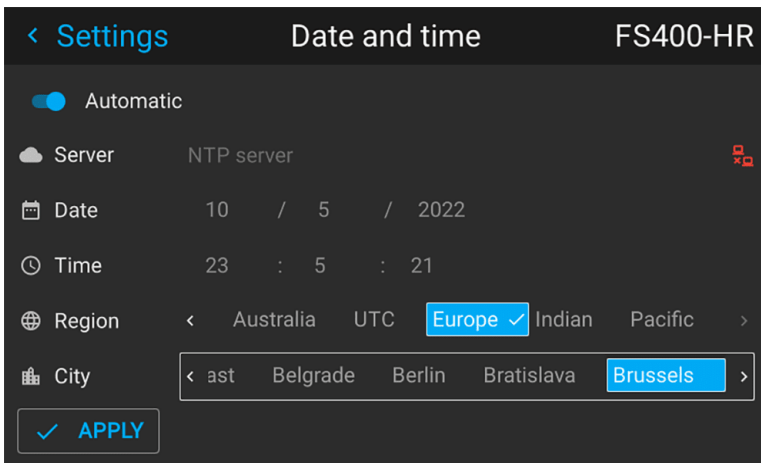 Settings Date and time FS400-HR
Automatic
Server NTP server
Date 10 / 5 / 2022
Time 23 : 5 : 21
Region Australia UTC Europe Indian Pacific
City ast Belgrade Berlin Bratislava Brussels
APPLY